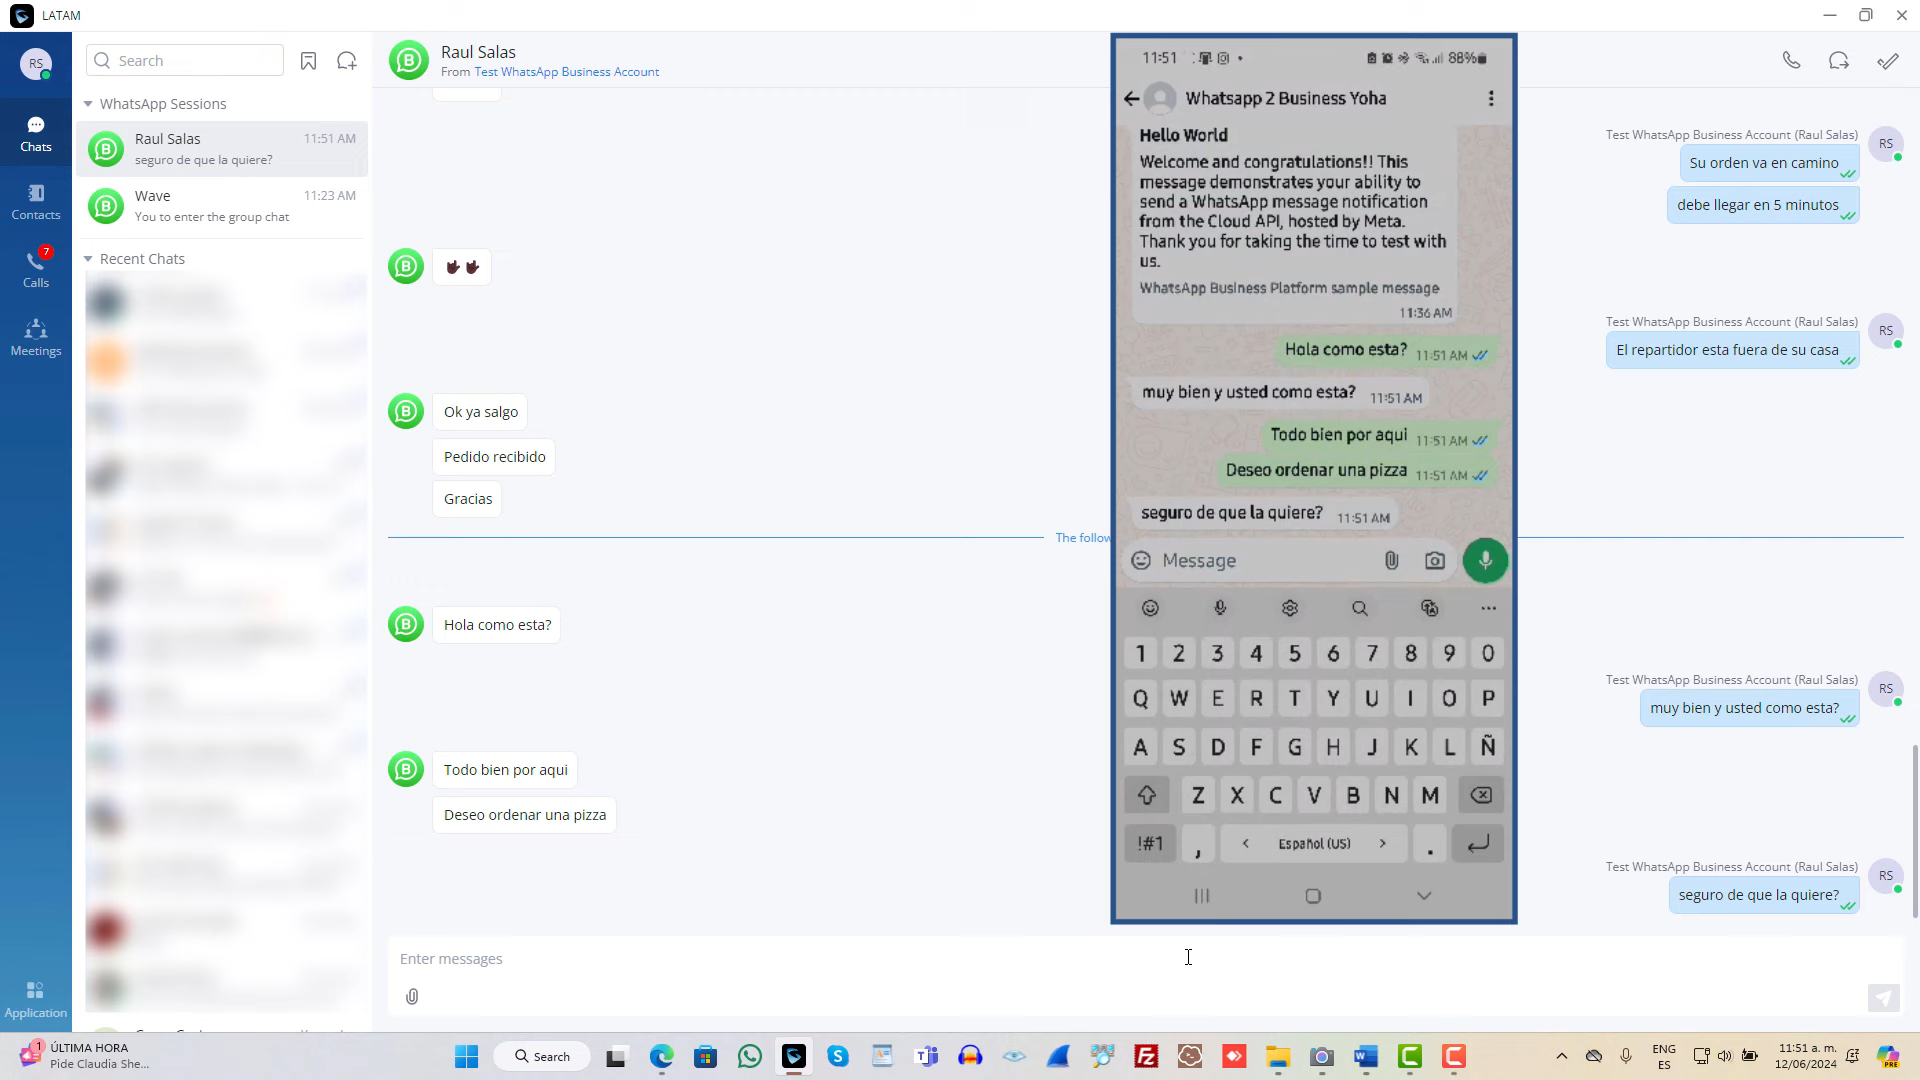 LATAM
RS
Search
Chats
Contacts
7
Calls
Meetings
Application
WhatsApp Sessions
Raul Salas
11:51 AM
seguro de que la quiere?
Wave
11:23 AM
You to enter the group chat
Recent Chats
Raul Salas
From Test WhatsApp Business Account
Test WhatsApp Business Account (Raul Salas)
RS
Su orden va en camino
debe llegar en 5 minutos
Test WhatsApp Business Account (Raul Salas)
RS
El repartidor esta fuera de su casa
Ok ya salgo
Pedido recibido
Gracias
The follow
Hola como esta?
Test WhatsApp Business Account (Raul Salas)
RS
muy bien y usted como esta?
Todo bien por aqui
Deseo ordenar una pizza
Test WhatsApp Business Account (Raul Salas)
RS
seguro de que la quiere?
Enter messages
11:51
88%
Whatsapp 2 Business Yoha
Hello World
Welcome and congratulations!! This
message demonstrates your ability to
send a WhatsApp message notification
from the Cloud API, hosted by Meta.
Thank you for taking the time to test with
us.
WhatsApp Business Platform sample message
11:36 AM
Hola como esta? 11:51 AM
muy bien y usted como esta? 11:51 AM
Todo bien por aqui 11:51 AM
Deseo ordenar una pizza 11:51 AM
seguro de que la quiere? 11:51 AM
Message
1 2 3 4 5 6 7 8 9 0
Q W E R T Y U I O P
A S D F G H J K L Ñ
Z X C V B N M
!#1 , < Español (US) > .
1
ÚLTIMA HORA
Pide Claudia She...
Search
ENG
ES
11:51 a. m.
12/06/2024
PRE